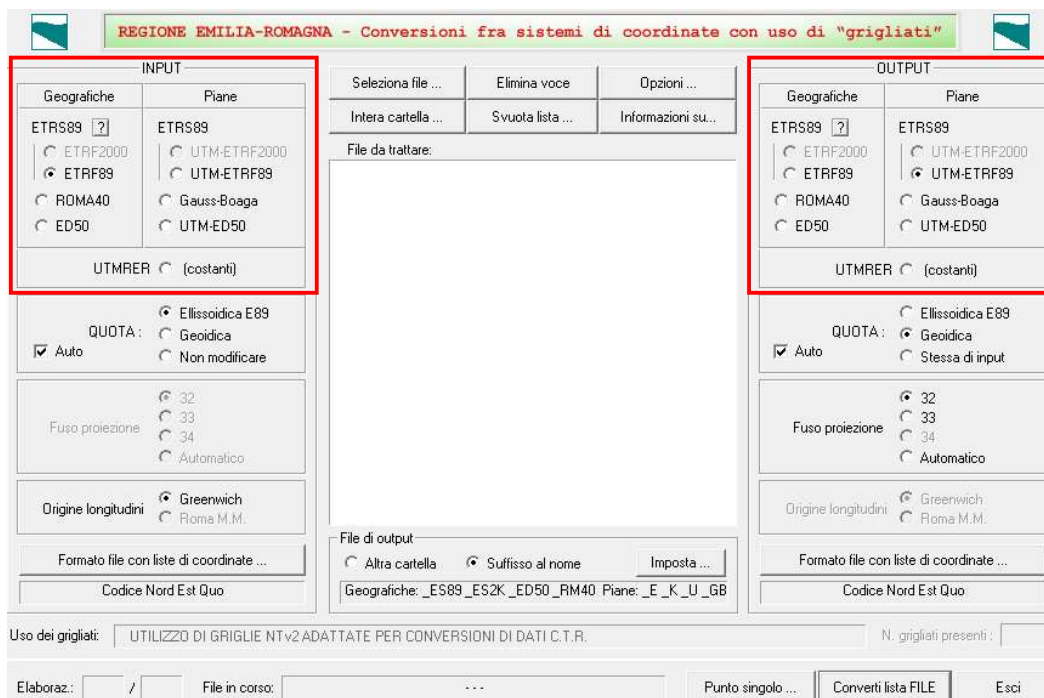 REGIONE EMILIA-ROMAGNA - Conversioni fra sistemi di coordinate con uso di "grigliati"
INPUT
Geografiche
Piane
ETRS89 ?
ETRS89
ETRF2000
UTM-ETRF2000
ETRF89
UTM-ETRF89
ROMA40
Gauss-Boaga
ED50
UTM-ED50
UTMRER (costanti)
QUOTA :
Auto
Ellissoidica E89
Geoidica
Non modificare
Fuso proiezione
32
33
34
Automatico
Origine longitudini
Greenwich
Roma M.M.
Formato file con liste di coordinate ...
Codice Nord Est Quo
Seleziona file ...
Elimina voce
Opzioni ...
Intera cartella ...
Svuota lista ...
Informazioni su...
File da trattare:
File di output
Altra cartella
Suffisso al nome
Imposta ...
Geografiche: _ES89 _ES2K _ED50 _RM40 Piane: _E _K _U _GB
OUTPUT
Geografiche
Piane
ETRS89 ?
ETRS89
ETRF2000
UTM-ETRF2000
ETRF89
UTM-ETRF89
ROMA40
Gauss-Boaga
ED50
UTM-ED50
UTMRER (costanti)
QUOTA :
Auto
Ellissoidica E89
Geoidica
Stessa di input
Fuso proiezione
32
33
34
Automatico
Origine longitudini
Greenwich
Roma M.M.
Formato file con liste di coordinate ...
Codice Nord Est Quo
Uso dei grigliati: UTILIZZO DI GRIGLIE NTv2 ADATTATE PER CONVERSIONI DI DATI C.T.R.
N. grigliati presenti :
Elaboraz.: /
File in corso: - - -
Punto singolo ...
Converti lista FILE
Esci